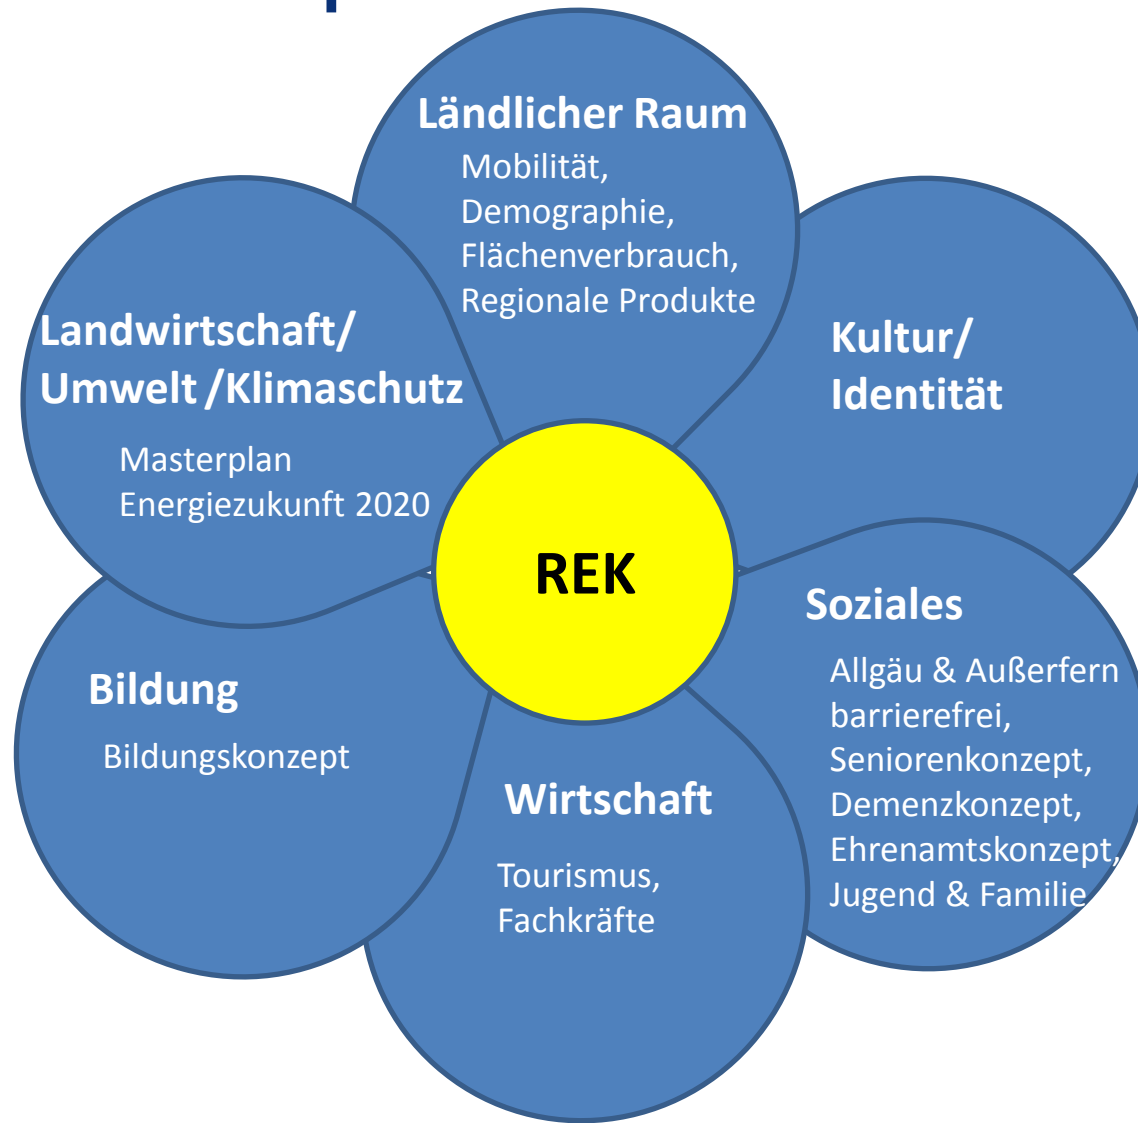 Ländlicher Raum
Mobilität,
Demographie,
Flächenverbrauch,
Regionale Produkte
Kultur/
Identität
Soziales
Allgäu & Außerfern
barrierefrei,
Seniorenkonzept,
Demenzkonzept,
Ehrenamtskonzept,
Jugend & Familie
Wirtschaft
Tourismus,
Fachkräfte
Bildung
Bildungskonzept
Landwirtschaft/
Umwelt /Klimaschutz
Masterplan
Energiezukunft 2020
REK